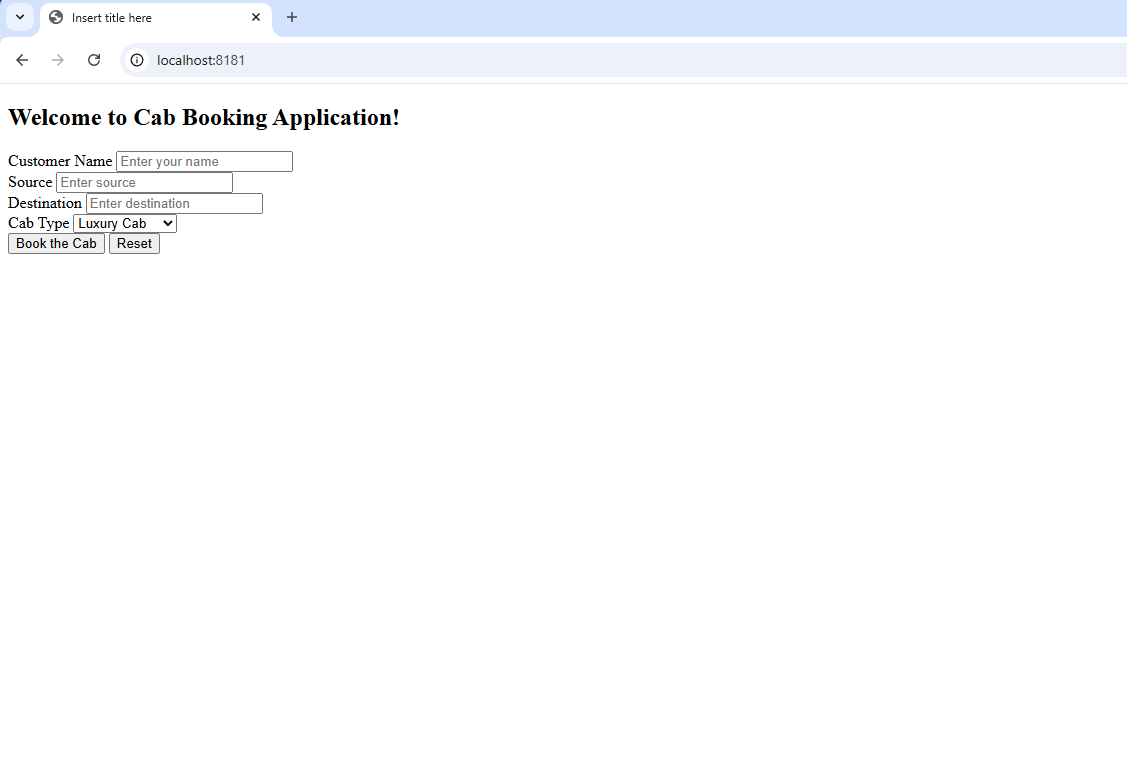 Insert title here
localhost:8181
Welcome to Cab Booking Application!
Customer Name Enter your name
Source Enter source
Destination Enter destination
Cab Type Luxury Cab
Book the Cab Reset